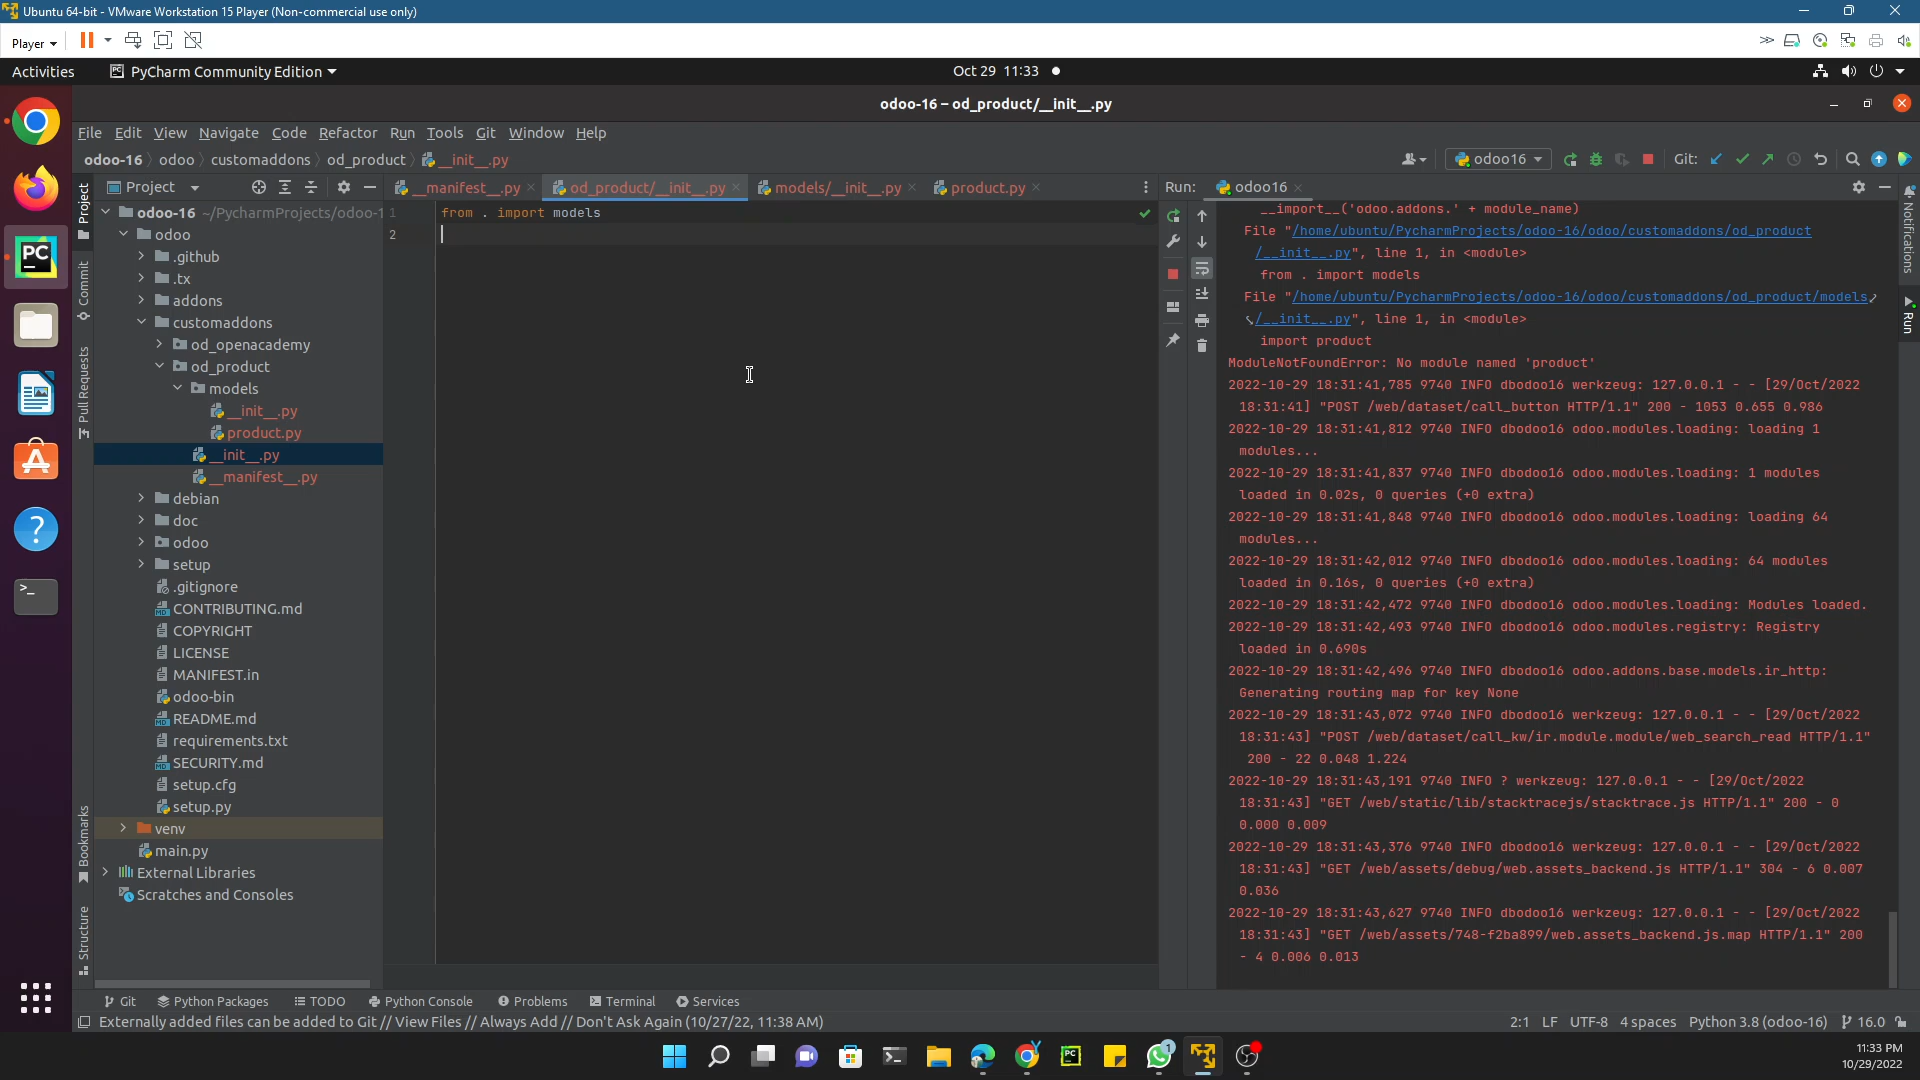 Ubuntu 64-bit - VMware Workstation 15 Player (Non-commercial use only)
Player
Activities
PyCharm Community Edition
Oct 29 11:33
odoo-16 – od_product/__init__.py
File Edit View Navigate Code Refactor Run Tools Git Window Help
odoo-16 odoo customaddons od_product __init__.py
odoo16
Git:
Project
__manifest__.py
od_product/__init__.py
models/__init__.py
product.py
Run:
odoo16
Project
Commit
Pull Requests
Bookmarks
Structure
odoo-16 ~/PycharmProjects/odoo-1
odoo
.github
.tx
addons
customaddons
od_openacademy
od_product
models
__init__.py
product.py
__init__.py
__manifest__.py
debian
doc
odoo
setup
.gitignore
CONTRIBUTING.md
COPYRIGHT
LICENSE
MANIFEST.in
odoo-bin
README.md
requirements.txt
SECURITY.md
setup.cfg
setup.py
venv
main.py
External Libraries
Scratches and Consoles
1 from . import models
2
__import__('odoo.addons.' + module_name)
File "/home/ubuntu/PycharmProjects/odoo-16/odoo/customaddons/od_product
/__init__.py", line 1, in <module>
from . import models
File "/home/ubuntu/PycharmProjects/odoo-16/odoo/customaddons/od_product/models
/__init__.py", line 1, in <module>
import product
ModuleNotFoundError: No module named 'product'
2022-10-29 18:31:41,785 9740 INFO dbodoo16 werkzeug: 127.0.0.1 - - [29/Oct/2022
18:31:41] "POST /web/dataset/call_button HTTP/1.1" 200 - 1053 0.655 0.986
2022-10-29 18:31:41,812 9740 INFO dbodoo16 odoo.modules.loading: loading 1
modules...
2022-10-29 18:31:41,837 9740 INFO dbodoo16 odoo.modules.loading: 1 modules
loaded in 0.02s, 0 queries (+0 extra)
2022-10-29 18:31:41,848 9740 INFO dbodoo16 odoo.modules.loading: loading 64
modules...
2022-10-29 18:31:42,012 9740 INFO dbodoo16 odoo.modules.loading: 64 modules
loaded in 0.16s, 0 queries (+0 extra)
2022-10-29 18:31:42,472 9740 INFO dbodoo16 odoo.modules.loading: Modules loaded.
2022-10-29 18:31:42,493 9740 INFO dbodoo16 odoo.modules.registry: Registry
loaded in 0.690s
2022-10-29 18:31:42,496 9740 INFO dbodoo16 odoo.addons.base.models.ir_http:
Generating routing map for key None
2022-10-29 18:31:43,072 9740 INFO dbodoo16 werkzeug: 127.0.0.1 - - [29/Oct/2022
18:31:43] "POST /web/dataset/call_kw/ir.module.module/web_search_read HTTP/1.1"
200 - 22 0.048 1.224
2022-10-29 18:31:43,191 9740 INFO ? werkzeug: 127.0.0.1 - - [29/Oct/2022
18:31:43] "GET /web/static/lib/stacktracejs/stacktrace.js HTTP/1.1" 200 - 0
0.000 0.009
2022-10-29 18:31:43,376 9740 INFO dbodoo16 werkzeug: 127.0.0.1 - - [29/Oct/2022
18:31:43] "GET /web/assets/debug/web.assets_backend.js HTTP/1.1" 304 - 6 0.007
0.036
2022-10-29 18:31:43,627 9740 INFO dbodoo16 werkzeug: 127.0.0.1 - - [29/Oct/2022
18:31:43] "GET /web/assets/748-f2ba899/web.assets_backend.js.map HTTP/1.1" 200
- 4 0.006 0.013
Notifications
Run
Git Python Packages TODO Python Console Problems Terminal Services
Externally added files can be added to Git // View Files // Always Add // Don't Ask Again (10/27/22, 11:38 AM)
2:1 LF UTF-8 4 spaces Python 3.8 (odoo-16) 16.0
11:33 PM
10/29/2022